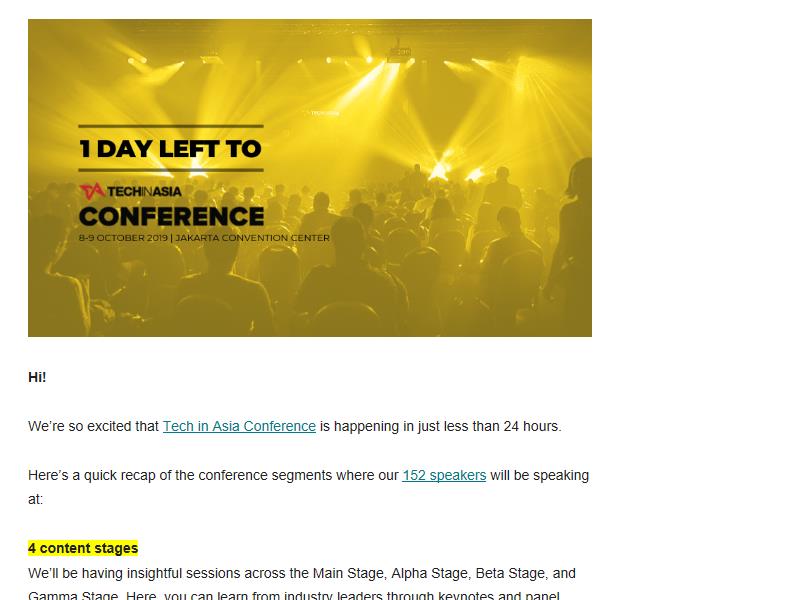 1 DAY LEFT TO
TECHINASIA
CONFERENCE
8-9 OCTOBER 2019 | JAKARTA CONVENTION CENTER
Hi!
We’re so excited that Tech in Asia Conference is happening in just less than 24 hours.
Here’s a quick recap of the conference segments where our 152 speakers will be speaking
at:
4 content stages
We’ll be having insightful sessions across the Main Stage, Alpha Stage, Beta Stage, and
Gamma Stage. Here, you can learn from industry leaders through keynotes and panel